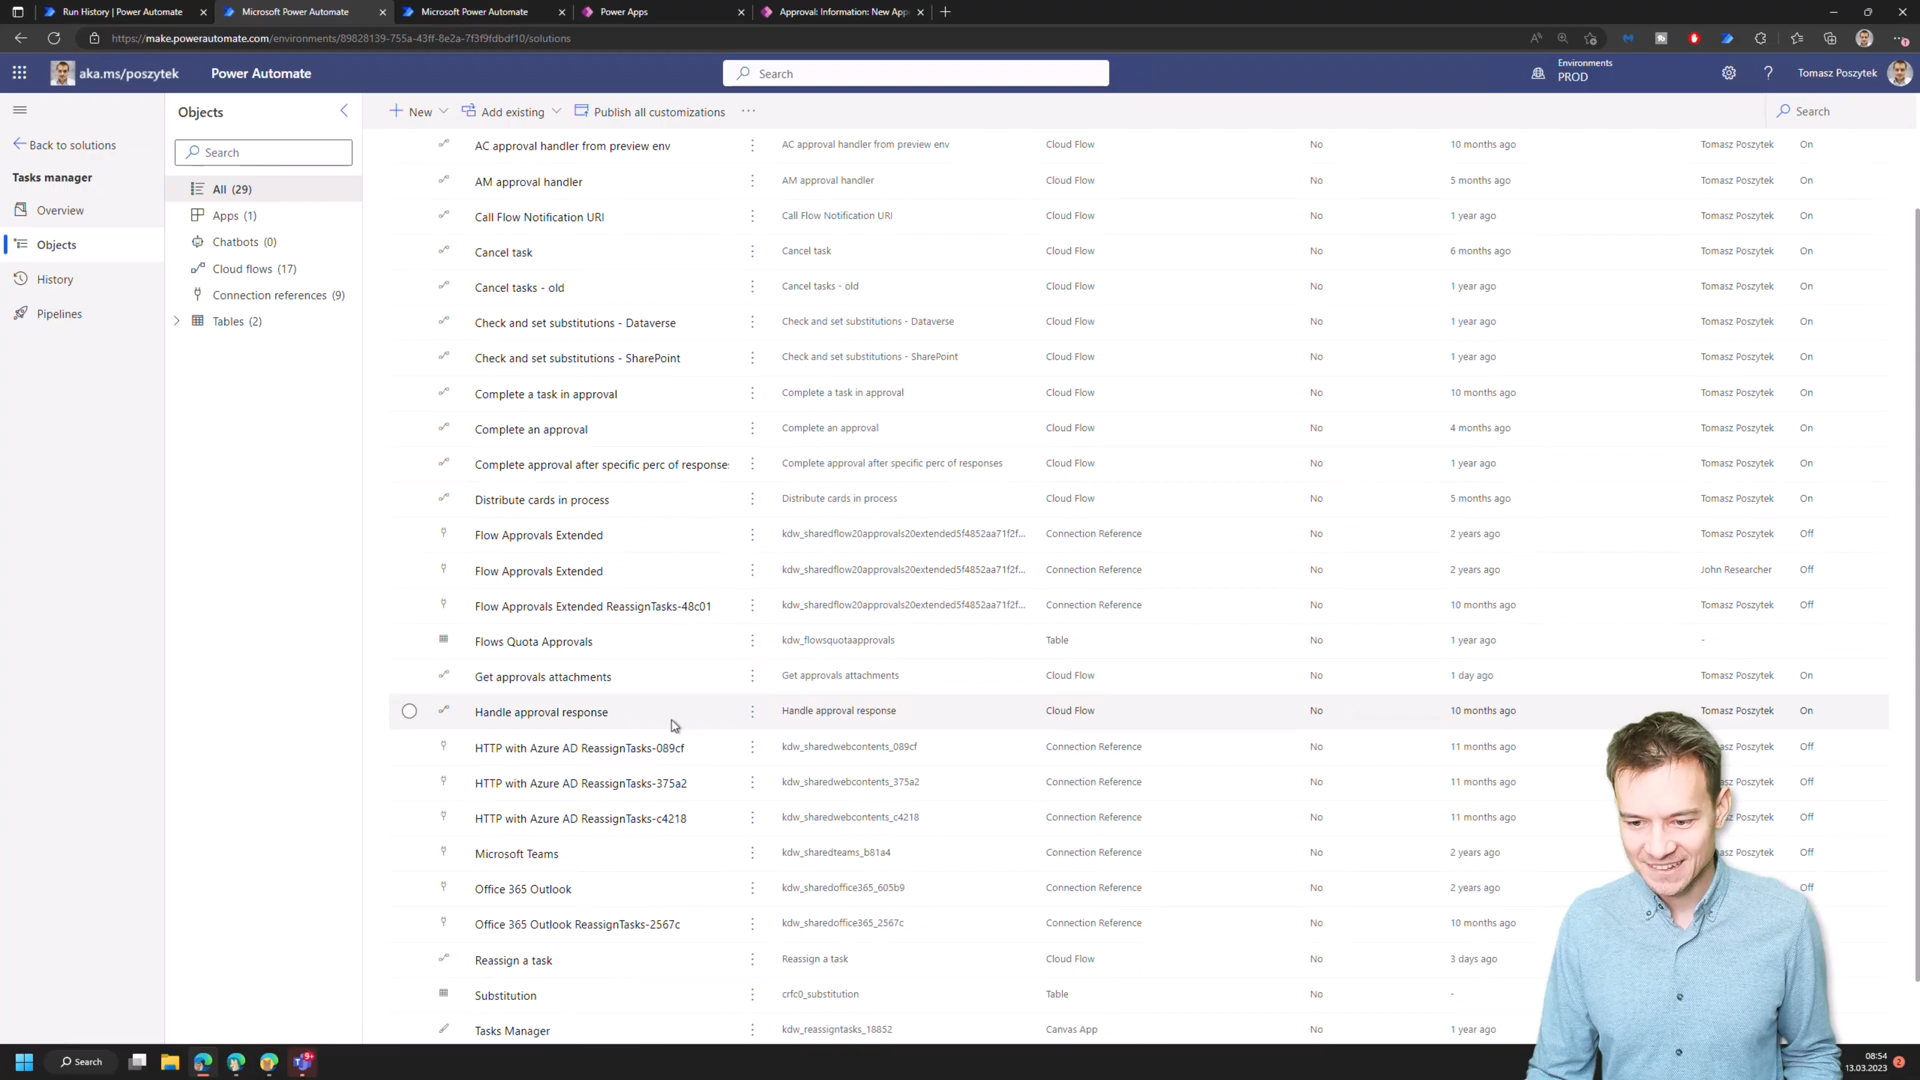 Run History | Power Automate
Microsoft Power Automate
Microsoft Power Automate
Power Apps
Approval: Information: New App
https://make.powerautomate.com/environments/89828139-755a-43ff-8e2a-7f3f9fdbdf10/solutions
aka.ms/poszytek
Power Automate
Search
Environments
PROD
Tomasz Poszytek
Back to solutions
Tasks manager
Overview
Objects
History
Pipelines
Objects
Search
All (29)
Apps (1)
Chatbots (0)
Cloud flows (17)
Connection references (9)
Tables (2)
New
Add existing
Publish all customizations
Search
AC approval handler from preview env AC approval handler from preview env Cloud Flow No 10 months ago Tomasz Poszytek On
AM approval handler AM approval handler Cloud Flow No 5 months ago Tomasz Poszytek On
Call Flow Notification URI Call Flow Notification URI Cloud Flow No 1 year ago Tomasz Poszytek On
Cancel task Cancel task Cloud Flow No 6 months ago Tomasz Poszytek On
Cancel tasks - old Cancel tasks - old Cloud Flow No 1 year ago Tomasz Poszytek On
Check and set substitutions - Dataverse Check and set substitutions - Dataverse Cloud Flow No 1 year ago Tomasz Poszytek On
Check and set substitutions - SharePoint Check and set substitutions - SharePoint Cloud Flow No 1 year ago Tomasz Poszytek On
Complete a task in approval Complete a task in approval Cloud Flow No 10 months ago Tomasz Poszytek On
Complete an approval Complete an approval Cloud Flow No 4 months ago Tomasz Poszytek On
Complete approval after specific perc of response: Complete approval after specific perc of responses Cloud Flow No 1 year ago Tomasz Poszytek On
Distribute cards in process Distribute cards in process Cloud Flow No 5 months ago Tomasz Poszytek On
Flow Approvals Extended kdw_sharedflow20approvals20extended5f4852aa71f2f... Connection Reference No 2 years ago Tomasz Poszytek Off
Flow Approvals Extended kdw_sharedflow20approvals20extended5f4852aa71f2f... Connection Reference No 2 years ago John Researcher Off
Flow Approvals Extended ReassignTasks-48c01 kdw_sharedflow20approvals20extended5f4852aa71f2f... Connection Reference No 10 months ago Tomasz Poszytek Off
Flows Quota Approvals kdw_flowsquotaapprovals Table No 1 year ago -
Get approvals attachments Get approvals attachments Cloud Flow No 1 day ago Tomasz Poszytek On
Handle approval response Handle approval response Cloud Flow No 10 months ago Tomasz Poszytek On
HTTP with Azure AD ReassignTasks-089cf kdw_sharedwebcontents_089cf Connection Reference No 11 months ago asz Poszytek Off
HTTP with Azure AD ReassignTasks-375a2 kdw_sharedwebcontents_375a2 Connection Reference No 11 months ago asz Poszytek Off
HTTP with Azure AD ReassignTasks-c4218 kdw_sharedwebcontents_c4218 Connection Reference No 11 months ago asz Poszytek Off
Microsoft Teams kdw_sharedteams_b81a4 Connection Reference No 2 years ago asz Poszytek Off
Office 365 Outlook kdw_sharedoffice365_605b9 Connection Reference No 2 years ago Off
Office 365 Outlook ReassignTasks-2567c kdw_sharedoffice365_2567c Connection Reference No 10 months ago
Reassign a task Reassign a task Cloud Flow No 3 days ago
Substitution crfc0_substitution Table No -
Tasks Manager kdw_reassigntasks_18852 Canvas App No 1 year ago
Search
9+
08:54
13.03.2023
2